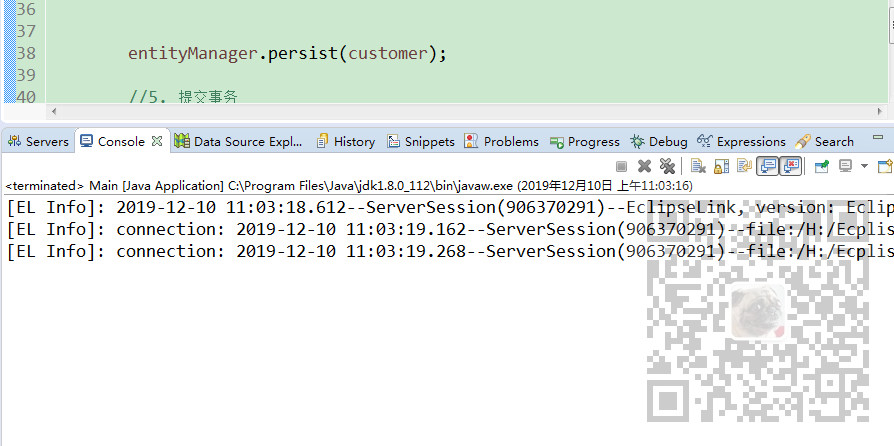 36
37
38 entityManager.persist(customer);
39
40 //5. 提交事务
Servers Console Data Source Expl... History Snippets Problems Progress Debug Expressions Search
<terminated> Main [Java Application] C:\Program Files\Java\jdk1.8.0_112\bin\javaw.exe (2019年12月10日 上午11:03:16)
[EL Info]: 2019-12-10 11:03:18.612--ServerSession(906370291)--EclipseLink, version: Eclip
[EL Info]: connection: 2019-12-10 11:03:19.162--ServerSession(906370291)--file:/H:/Ecplis
[EL Info]: connection: 2019-12-10 11:03:19.268--ServerSession(906370291)--file:/H:/Ecplis